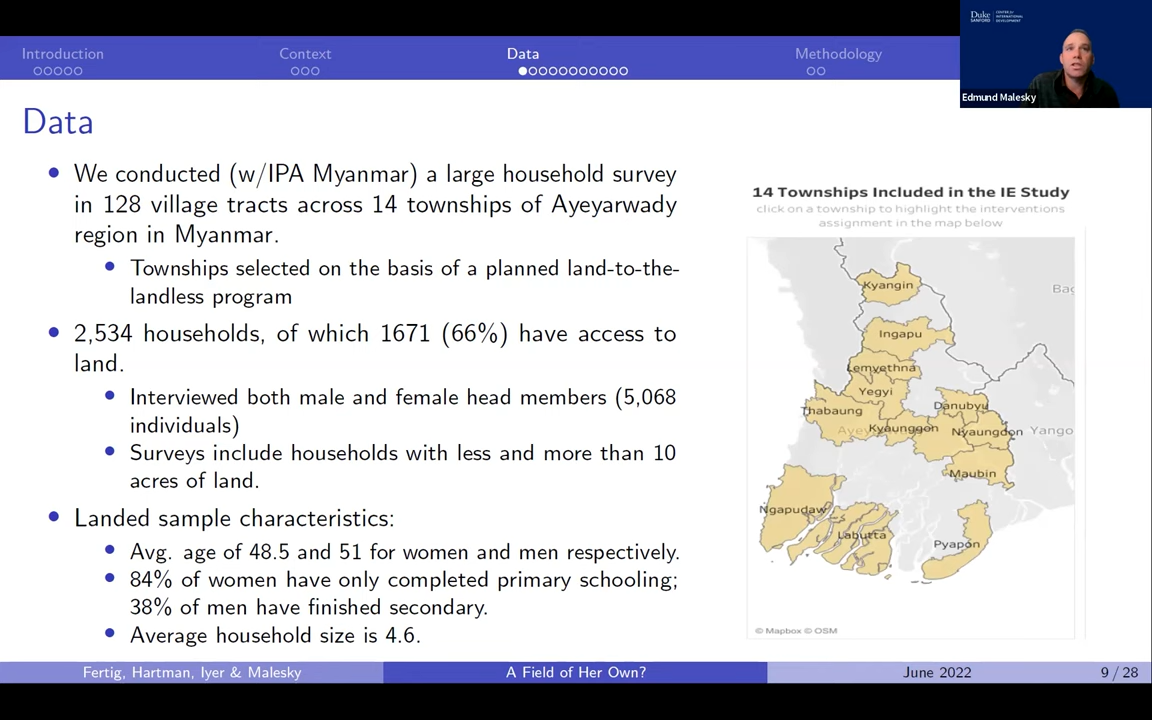 Duke
SANFORD
CENTER for
INTERNATIONAL
DEVELOPMENT
Edmund Malesky
Introduction
Context
Data
Methodology
Data
We conducted (w/IPA Myanmar) a large household survey
in 128 village tracts across 14 townships of Ayeyarwady
region in Myanmar.
Townships selected on the basis of a planned land-to-the-
landless program
2,534 households, of which 1671 (66%) have access to
land.
Interviewed both male and female head members (5,068
individuals)
Surveys include households with less and more than 10
acres of land.
Landed sample characteristics:
Avg. age of 48.5 and 51 for women and men respectively.
84% of women have only completed primary schooling;
38% of men have finished secondary.
Average household size is 4.6.
14 Townships Included in the IE Study
click on a township to highlight the interventions
assignment in the map below
Kyangin
Bag
Ingapu
Lemyethna
Yegyi
Thabaung
Danubyu
Ayey
Kyaunggon
Nyaungdon
Yango
Maubin
Ngapudaw
Labutta
Pyapon
© Mapbox © OSM
Fertig, Hartman, Iyer & Malesky
A Field of Her Own?
June 2022
9 / 28